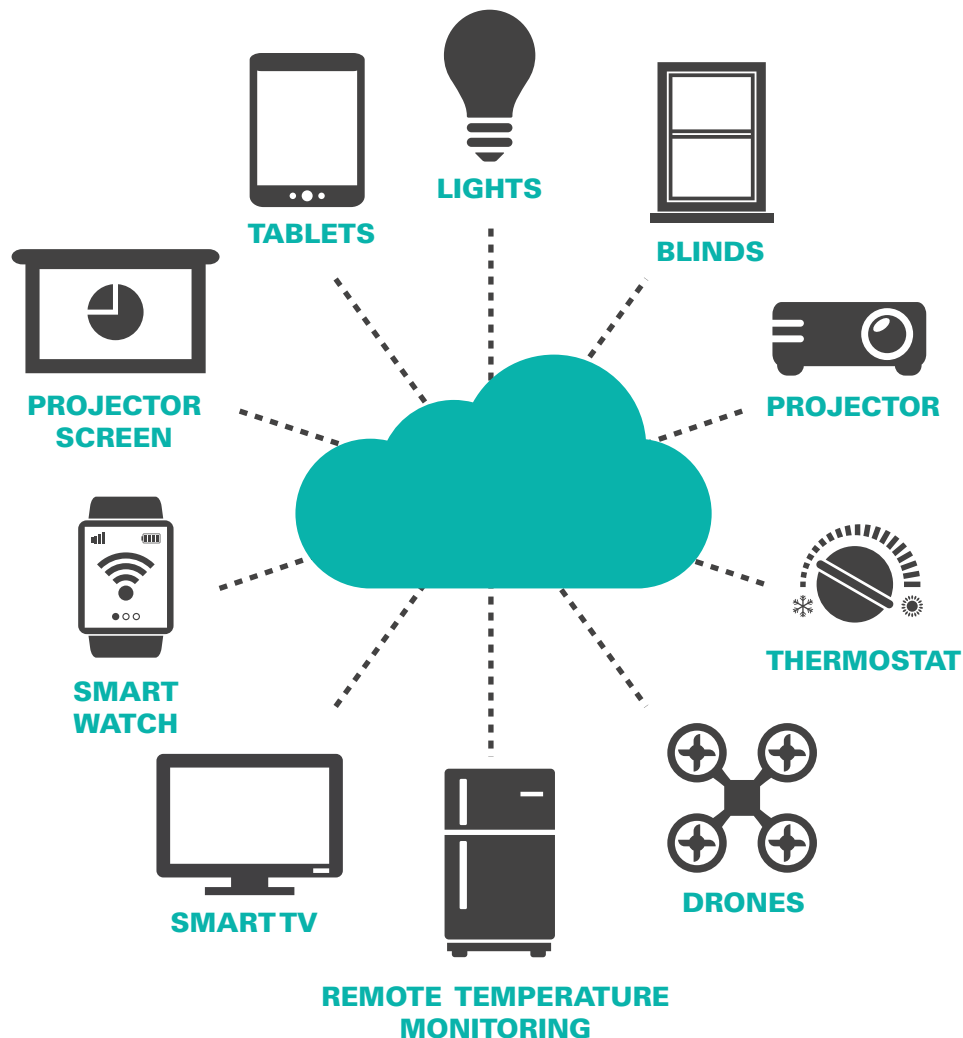 LIGHTS
TABLETS
BLINDS
PROJECTOR
SCREEN
PROJECTOR
SMART
WATCH
THERMOSTAT
SMART TV
DRONES
REMOTE TEMPERATURE
MONITORING